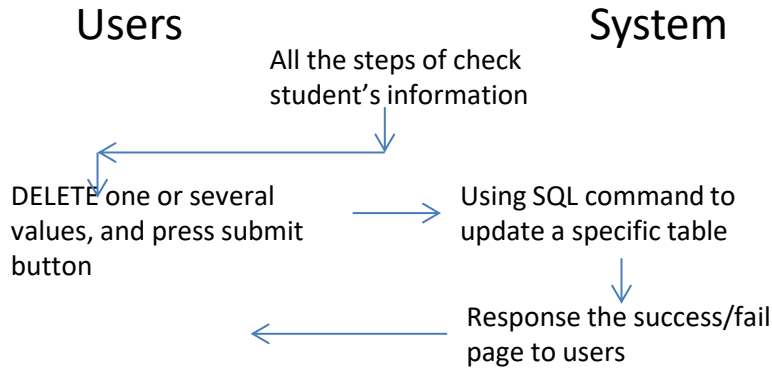 Users
System
All the steps of check
student’s information
DELETE one or several
values, and press submit
button
Using SQL command to
update a specific table
Response the success/fail
page to users